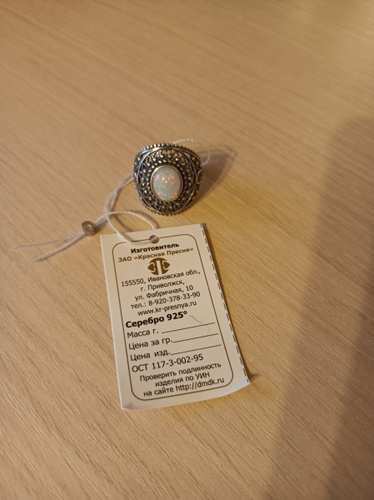 Изготовитель
ЗАО «Красная Пресня»
155550, Ивановская обл.,
г. Приволжск,
ул. Фабричная, 10
тел.: 8-920-378-33-90
www.kr-presnya.ru
Серебро 925°
Масса г.
Цена за гр.
Цена изд.
ОСТ 117-3-002-95
Проверить подлинность
изделия по УИН
на сайте http://dmdk.ru